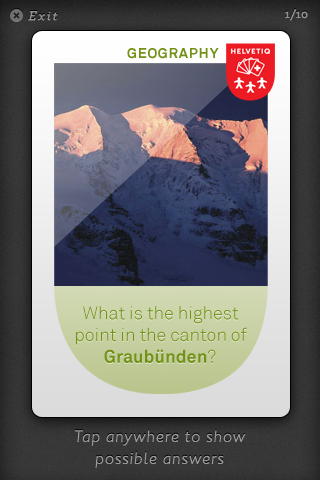 Exit
1/10
GEOGRAPHY
HELVETIQ
What is the highest
point in the canton of
Graubünden?
Tap anywhere to show
possible answers